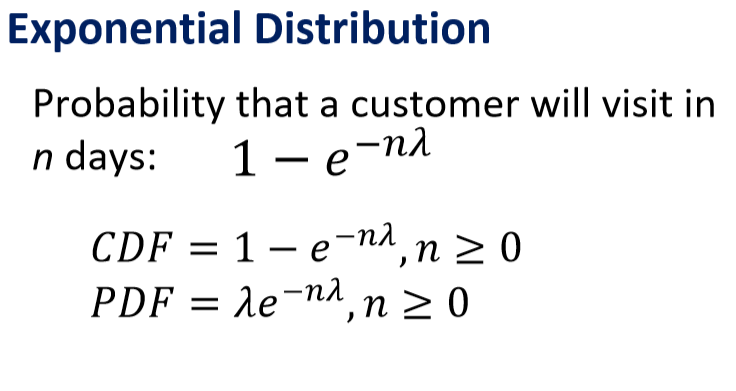 Exponential Distribution
Probability that a customer will visit in
n days: 1 − e^{−nλ}
CDF = 1 − e^{−nλ}, n ≥ 0
PDF = λe^{−nλ}, n ≥ 0